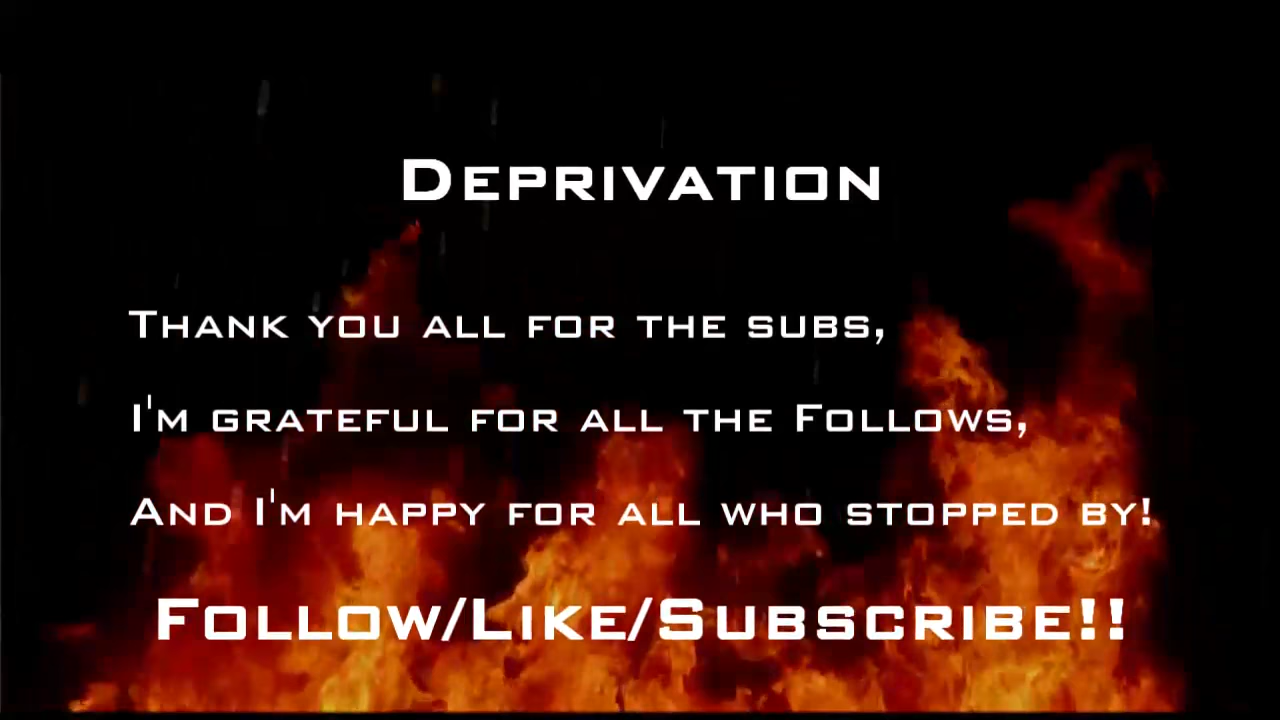 Deprivation
Thank you all for the subs,
I'm grateful for all the Follows,
And I'm happy for all who stopped by!
Follow/Like/Subscribe!!